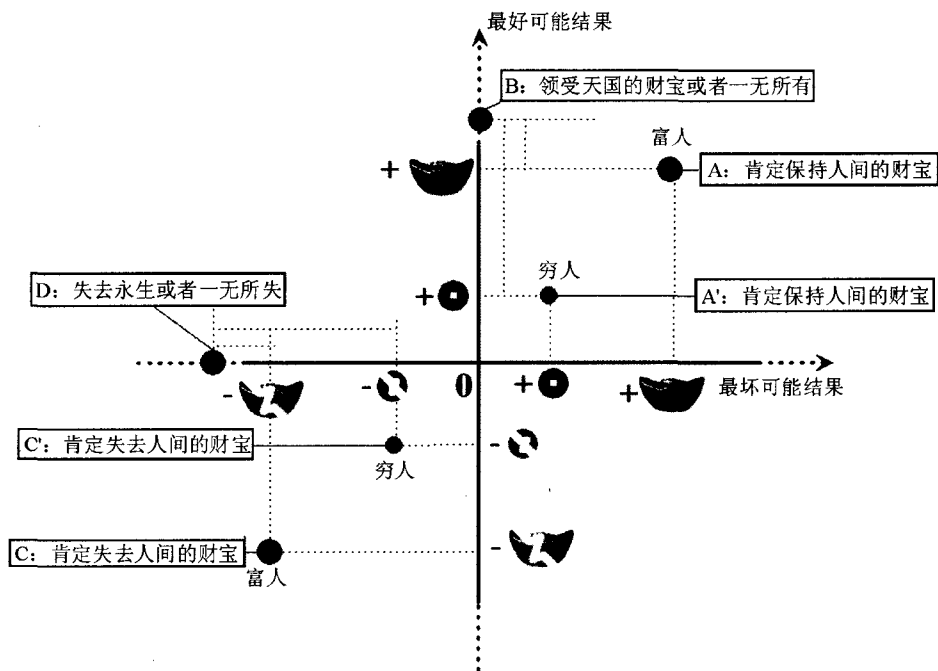 最好可能结果
B：领受天国的财宝或者一无所有
富人
+
A：肯定保持人间的财宝
穷人
D：失去永生或者一无所失
+
A'：肯定保持人间的财宝
-
-
0
+
+
最坏可能结果
C'：肯定失去人间的财宝
-
穷人
C：肯定失去人间的财宝
-
富人